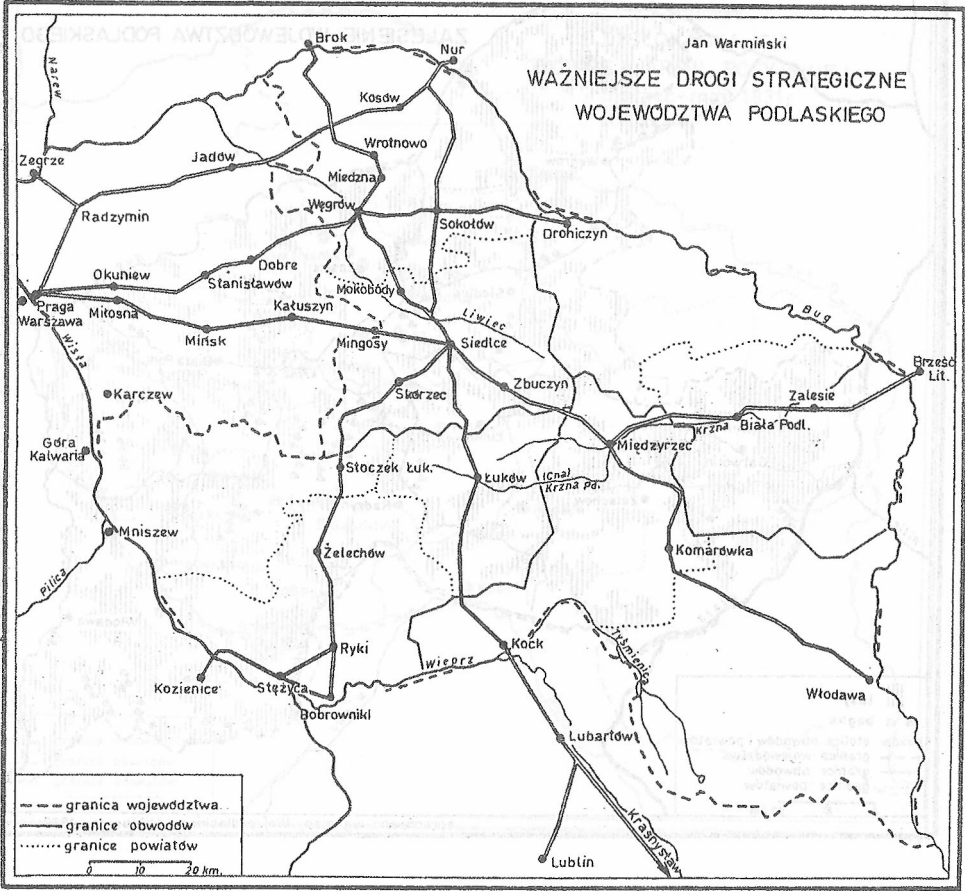 Jan Warmiński
WAŻNIEJSZE DROGI STRATEGICZNE
WOJEWÓDZTWA PODLASKIEGO
Brok
Nur
Narew
Kosów
Wrotnowo
Zegrze
Jadów
Miedzna
Radzymin
Węgrów
Sokołów
Drohiczyn
Okuniew
Dobre
Stanisławów
Mokobody
Praga
Warszawa
Miłosna
Kałuszyn
Liwiec
Bug
Wisła
Mińsk
Mingosy
Siedlce
Brześć
Lit.
Karczew
Skórzec
Zbuczyn
Zalesie
Krzna
Biała Podl.
Góra
Kalwaria
Międzyrzec
Stoczek Łuk.
Łuków
(Cna)
Krzna Pd.
Mniszew
Żelechów
Komarówka
Pilica
Ryki
Kock
Tyśmienica
Wieprz
Kozienice
Stężyca
Bobrowniki
Włodawa
Lubartów
Krasnystaw
Lublin
granica województwa
granice obwodów
granice powiatów
0 10 20 km.
ZALESIENIE WOJEWÓDZTWA PODLASKIEGO